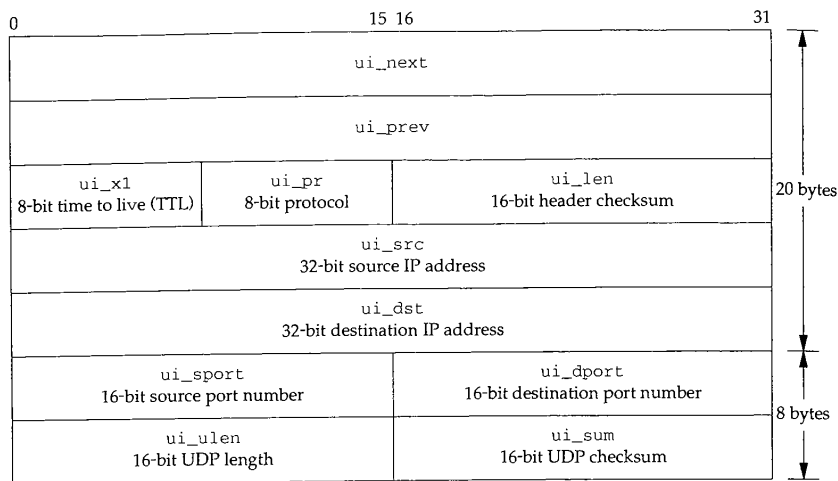 0 15 16 31
ui_next
ui_prev
ui_x1 ui_pr ui_len
8-bit time to live (TTL) 8-bit protocol 16-bit header checksum
20 bytes
ui_src
32-bit source IP address
ui_dst
32-bit destination IP address
ui_sport ui_dport
16-bit source port number 16-bit destination port number
8 bytes
ui_ulen ui_sum
16-bit UDP length 16-bit UDP checksum